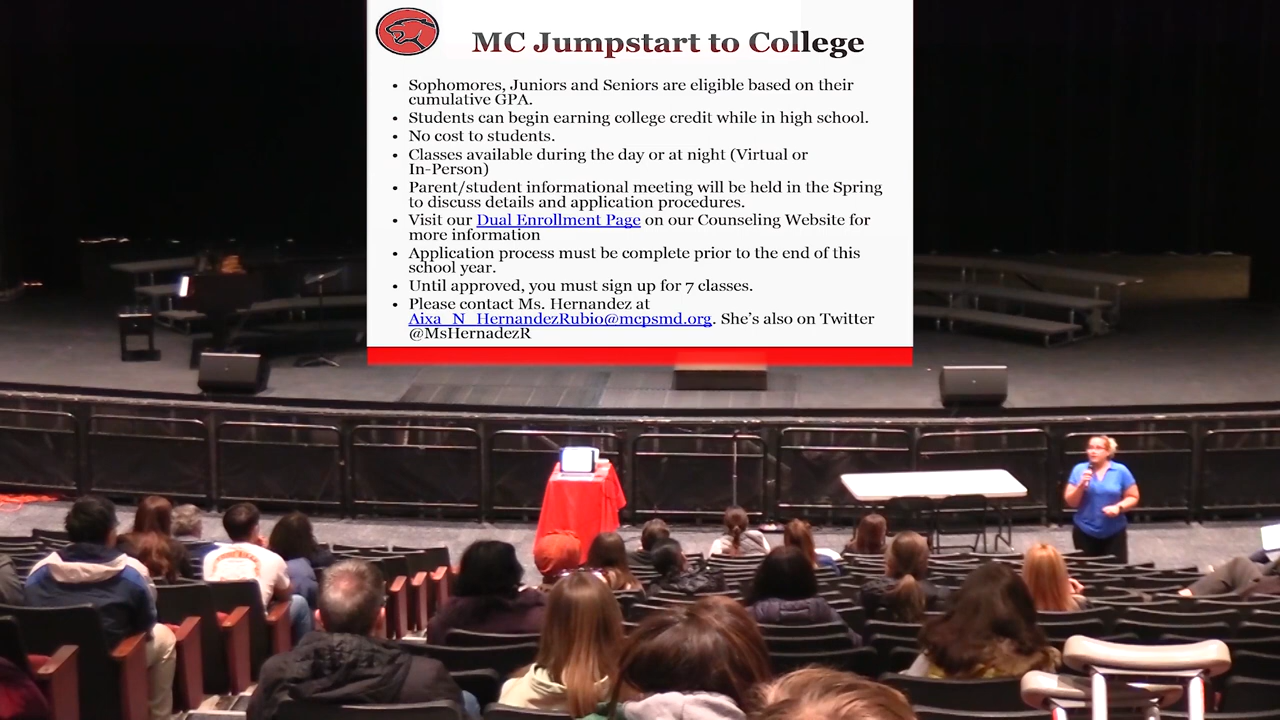 MC Jumpstart to College
• Sophomores, Juniors and Seniors are eligible based on their
cumulative GPA.
• Students can begin earning college credit while in high school.
• No cost to students.
• Classes available during the day or at night (Virtual or
In-Person)
• Parent/student informational meeting will be held in the Spring
to discuss details and application procedures.
• Visit our Dual Enrollment Page on our Counseling Website for
more information
• Application process must be complete prior to the end of this
school year.
• Until approved, you must sign up for 7 classes.
• Please contact Ms. Hernandez at
Aixa_N_HernandezRubio@mcpsmd.org. She's also on Twitter
@MsHernadezR